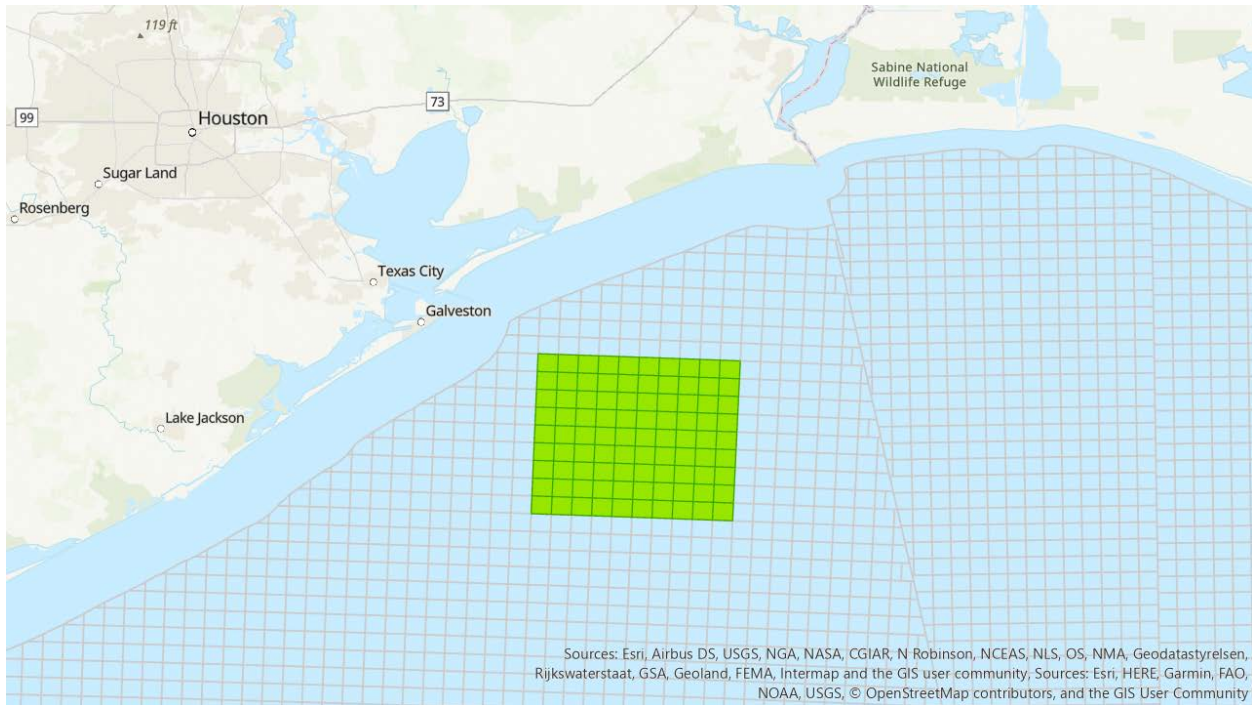 119 ft
Sabine National
Wildlife Refuge
73
99
Houston
Sugar Land
Rosenberg
Texas City
Galveston
Lake Jackson
Sources: Esri, Airbus DS, USGS, NGA, NASA, CGIAR, N Robinson, NCEAS, NLS, OS, NMA, Geodatastyrelsen,
Rijkswaterstaat, GSA, Geoland, FEMA, Intermap and the GIS user community, Sources: Esri, HERE, Garmin, FAO,
NOAA, USGS, © OpenStreetMap contributors, and the GIS User Community